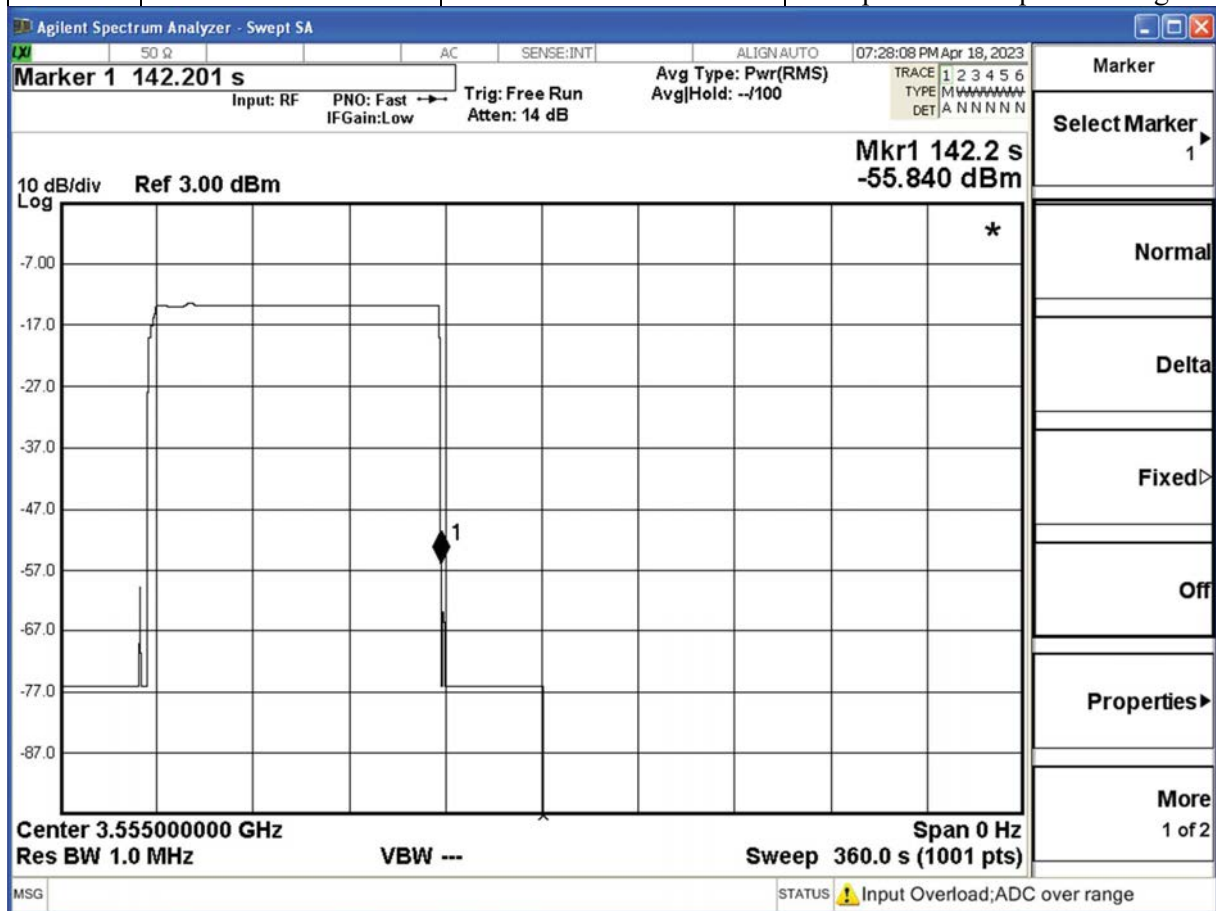 Agilent Spectrum Analyzer - Swept SA
LXI 50 Ω AC SENSE:INT ALIGN AUTO 07:28:08 PM Apr 18, 2023
Marker 1 142.201 s
Input: RF PNO: Fast Trig: Free Run Avg Type: Pwr(RMS) TRACE 1 2 3 4 5 6
IFGain:Low Atten: 14 dB Avg|Hold: --/100 TYPE M WWWWW
DET A N N N N N
Mkr1 142.2 s
-55.840 dBm
10 dB/div Ref 3.00 dBm
Log
-7.00
-17.0
-27.0
-37.0
-47.0
1
-57.0
-67.0
-77.0
-87.0
*
Center 3.555000000 GHz Span 0 Hz
Res BW 1.0 MHz VBW --- Sweep 360.0 s (1001 pts)
MSG STATUS Input Overload;ADC over range
Marker
Select Marker
1
Normal
Delta
Fixed
Off
Properties
More
1 of 2